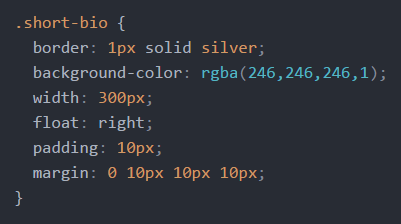 .short-bio {
  border: 1px solid silver;
  background-color: rgba(246,246,246,1);
  width: 300px;
  float: right;
  padding: 10px;
  margin: 0 10px 10px 10px;
}